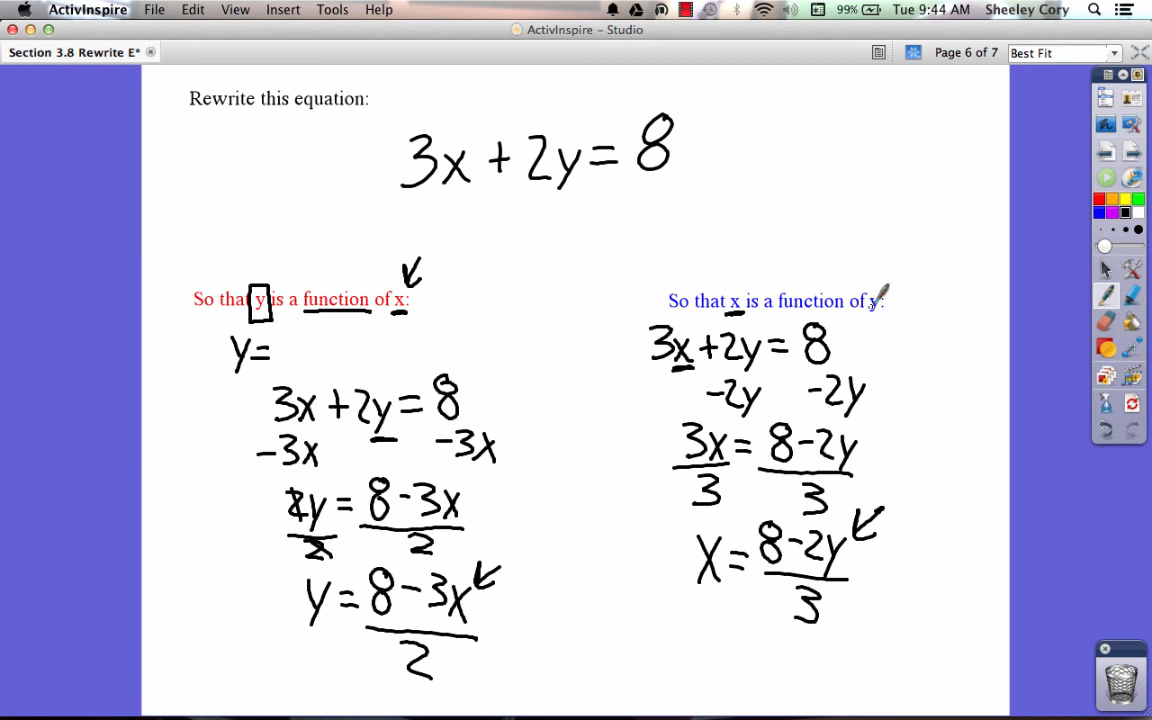 ActivInspire File Edit View Insert Tools Help 99% Tue 9:44 AM Sheeley Cory
ActivInspire – Studio
Section 3.8 Rewrite E* Page 6 of 7 Best Fit
Rewrite this equation:
3x + 2y = 8
So that y is a function of x:
y =
3x + 2y = 8
-3x -3x
2y = 8 - 3x
2 2
y = 8 - 3x
2
So that x is a function of y:
3x + 2y = 8
-2y -2y
3x = 8 - 2y
3 3
x = 8 - 2y
3